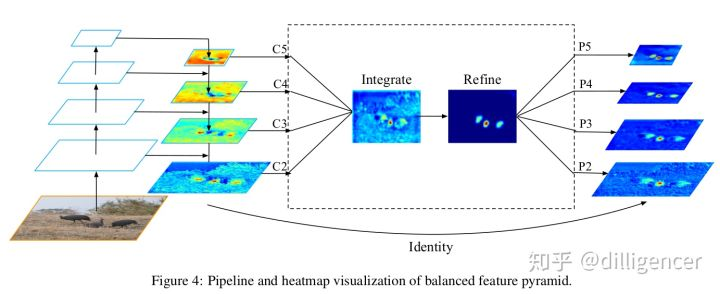 C5
P5
Integrate
Refine
C4
P4
C3
P3
C2
P2
Identity
知乎 @dilligencer
Figure 4: Pipeline and heatmap visualization of balanced feature pyramid.